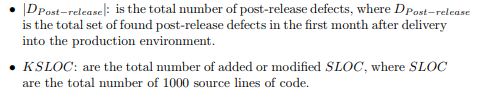 • |D_{Post−release}|: is the total number of post-release defects, where D_{Post−release}
is the total set of found post-release defects in the first month after delivery
into the production environment.
• KSLOC: are the total number of added or modified SLOC, where SLOC
are the total number of 1000 source lines of code.